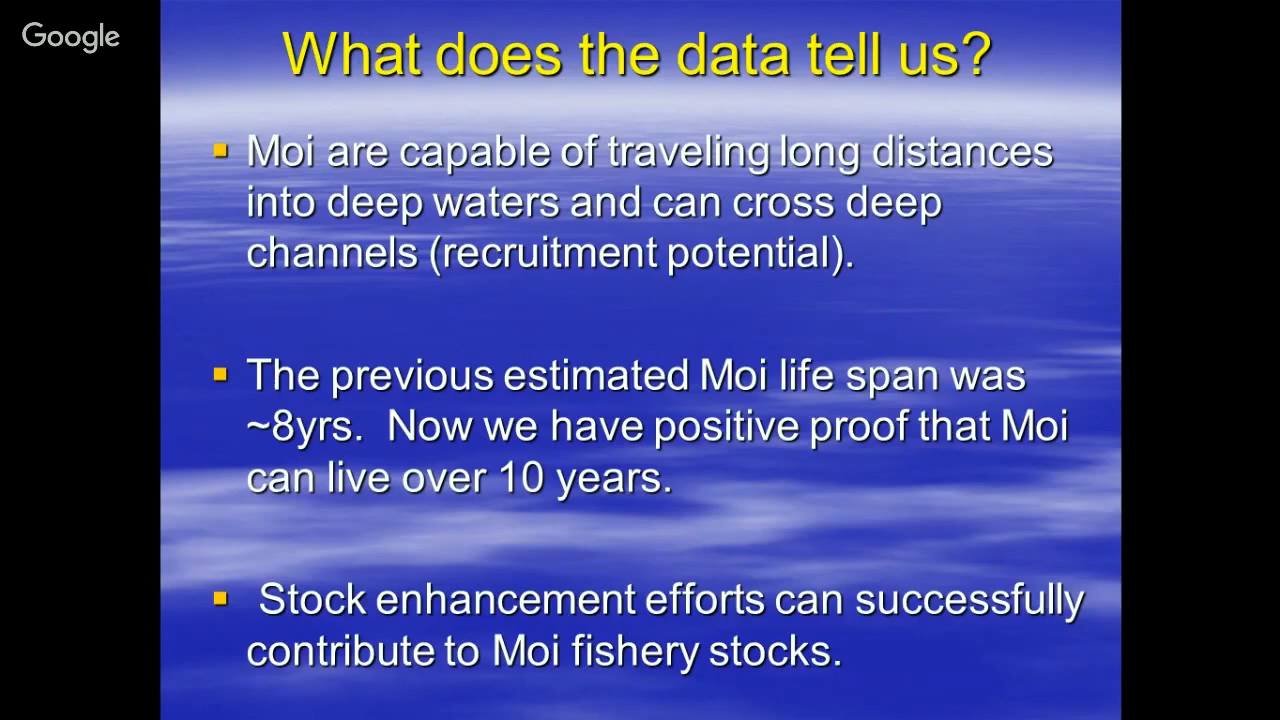 Google
What does the data tell us?
▪ Moi are capable of traveling long distances
into deep waters and can cross deep
channels (recruitment potential).
▪ The previous estimated Moi life span was
~8yrs.  Now we have positive proof that Moi
can live over 10 years.
▪ Stock enhancement efforts can successfully
contribute to Moi fishery stocks.